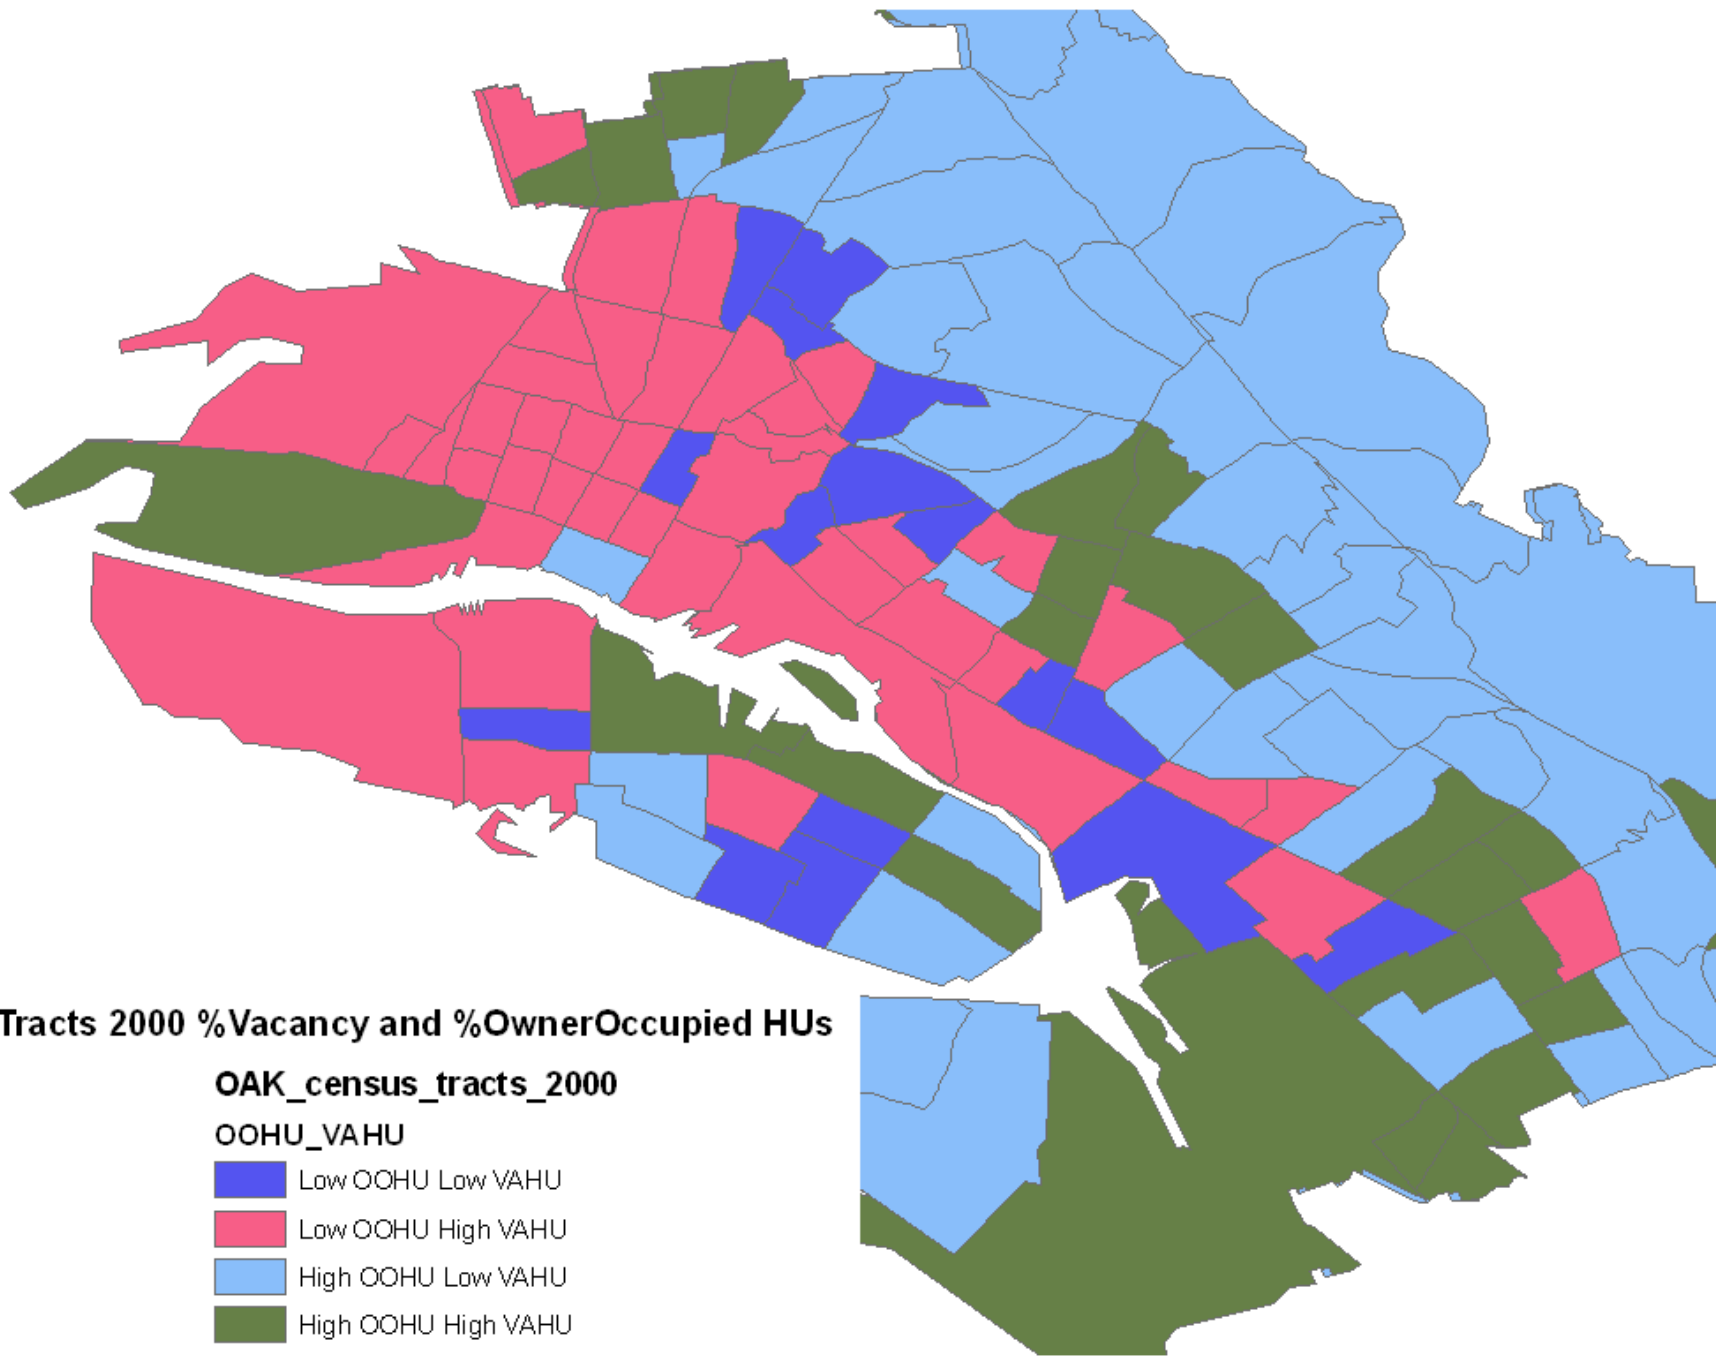 Tracts 2000 %Vacancy and %OwnerOccupied HUs
OAK_census_tracts_2000
OOHU_VAHU
Low OOHU Low VAHU
Low OOHU High VAHU
High OOHU Low VAHU
High OOHU High VAHU